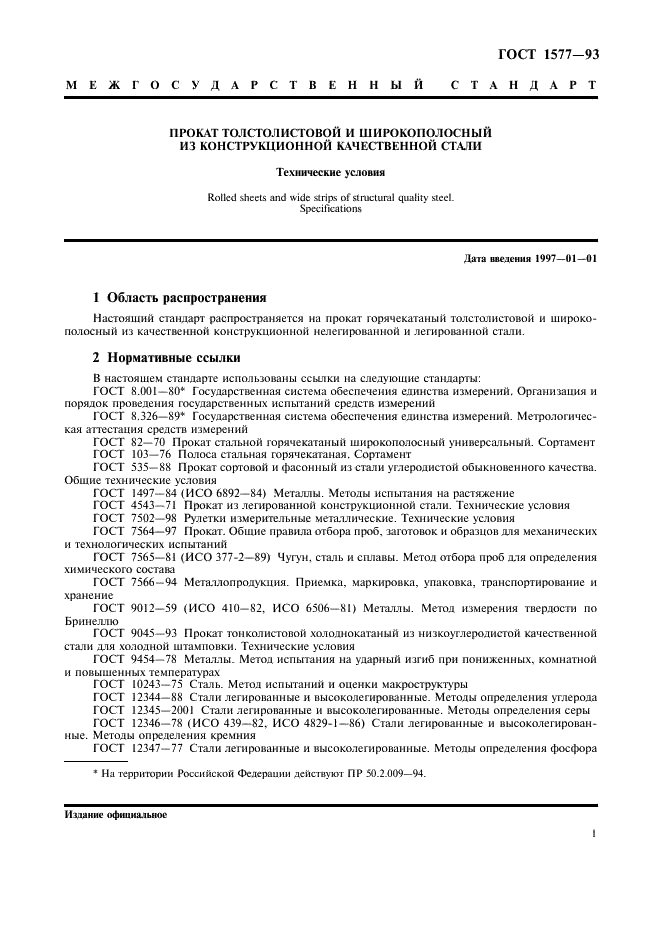 ГОСТ 1577—93
МЕЖГОСУДАРСТВЕННЫЙ СТАНДАРТ
ПРОКАТ ТОЛСТОЛИСТОВОЙ И ШИРОКОПОЛОСНЫЙ
ИЗ КОНСТРУКЦИОННОЙ КАЧЕСТВЕННОЙ СТАЛИ
Технические условия
Rolled sheets and wide strips of structural quality steel.
Specifications
Дата введения 1997—01—01
1 Область распространения
Настоящий стандарт распространяется на прокат горячекатаный толстолистовой и широко-
полосный из качественной конструкционной нелегированной и легированной стали.
2 Нормативные ссылки
В настоящем стандарте использованы ссылки на следующие стандарты:
ГОСТ 8.001—80* Государственная система обеспечения единства измерений. Организация и
порядок проведения государственных испытаний средств измерений
ГОСТ 8.326—89* Государственная система обеспечения единства измерений. Метрологичес-
кая аттестация средств измерений
ГОСТ 82—70 Прокат стальной горячекатаный широкополосный универсальный. Сортамент
ГОСТ 103—76 Полоса стальная горячекатаная. Сортамент
ГОСТ 535—88 Прокат сортовой и фасонный из стали углеродистой обыкновенного качества.
Общие технические условия
ГОСТ 1497—84 (ИСО 6892—84) Металлы. Методы испытания на растяжение
ГОСТ 4543—71 Прокат из легированной конструкционной стали. Технические условия
ГОСТ 7502—98 Рулетки измерительные металлические. Технические условия
ГОСТ 7564—97 Прокат. Общие правила отбора проб, заготовок и образцов для механических
и технологических испытаний
ГОСТ 7565—81 (ИСО 377-2—89) Чугун, сталь и сплавы. Метод отбора проб для определения
химического состава
ГОСТ 7566—94 Металлопродукция. Приемка, маркировка, упаковка, транспортирование и
хранение
ГОСТ 9012—59 (ИСО 410—82, ИСО 6506—81) Металлы. Метод измерения твердости по
Бринеллю
ГОСТ 9045—93 Прокат тонколистовой холоднокатаный из низкоуглеродистой качественной
стали для холодной штамповки. Технические условия
ГОСТ 9454—78 Металлы. Метод испытания на ударный изгиб при пониженных, комнатной
и повышенных температурах
ГОСТ 10243—75 Сталь. Метод испытаний и оценки макроструктуры
ГОСТ 12344—88 Стали легированные и высоколегированные. Методы определения углерода
ГОСТ 12345—2001 Стали легированные и высоколегированные. Методы определения серы
ГОСТ 12346—78 (ИСО 439—82, ИСО 4829-1—86) Стали легированные и высоколегирован-
ные. Методы определения кремния
ГОСТ 12347—77 Стали легированные и высоколегированные. Методы определения фосфора
* На территории Российской Федерации действуют ПР 50.2.009—94.
Издание официальное
1